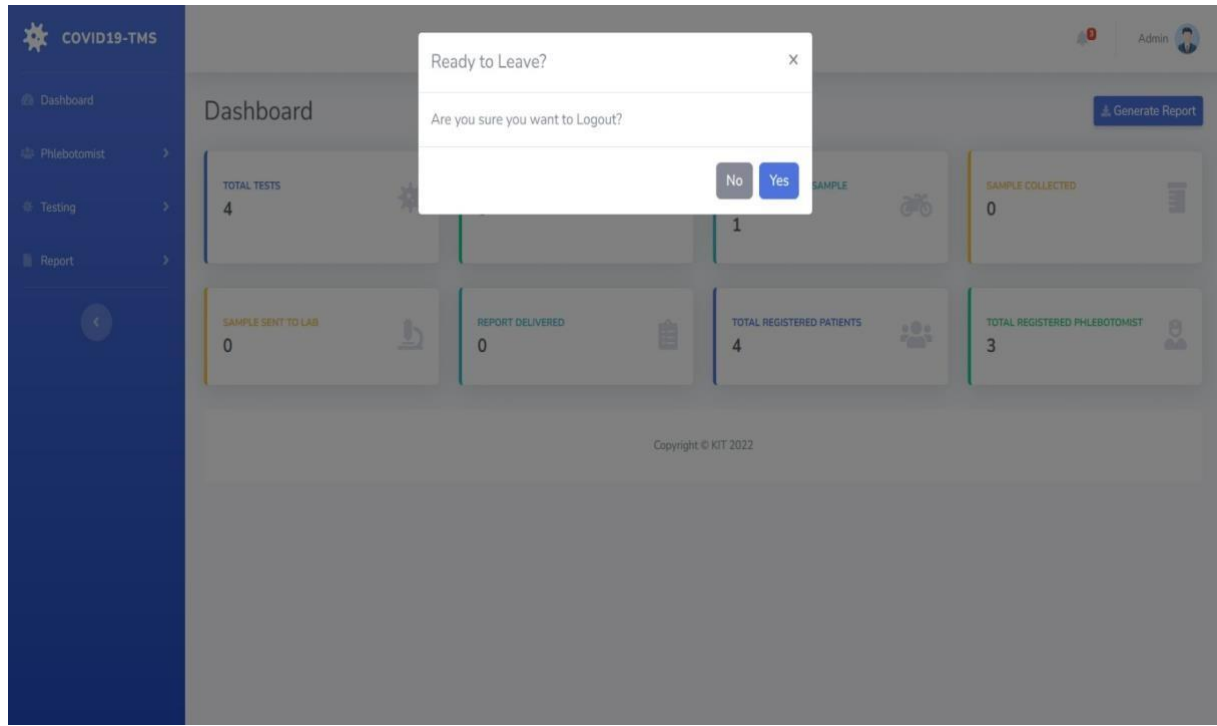 COVID19-TMS
Admin
Ready to Leave?
X
Dashboard
Dashboard
Generate Report
Are you sure you want to Logout?
Phlebotomist
No
Yes
TOTAL TESTS
4
SAMPLE
1
SAMPLE COLLECTED
0
Testing
Report
SAMPLE SENT TO LAB
0
REPORT DELIVERED
0
TOTAL REGISTERED PATIENTS
4
TOTAL REGISTERED PHLEBOTOMIST
3
Copyright © KIT 2022